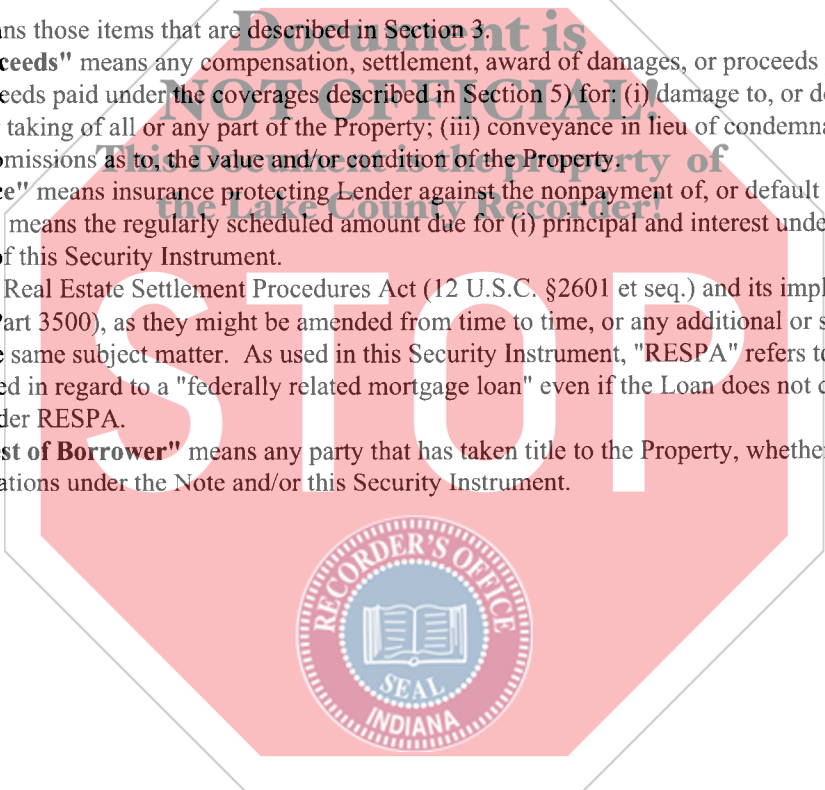 ns those items that are described in Section 3.
Document is
ceeds" means any compensation, settlement, award of damages, or proceeds
eeds paid under the coverages described in Section 5) for: (i) damage to, or d
NOT OFFICIAL!
taking of all or any part of the Property; (iii) conveyance in lieu of condemna
omissions as to, the value and/or condition of the Property.
This Document is the property of
ce" means insurance protecting Lender against the nonpayment of, or default
the Lake County Recorder!
means the regularly scheduled amount due for (i) principal and interest unde
of this Security Instrument.
Real Estate Settlement Procedures Act (12 U.S.C. §2601 et seq.) and its impl
Part 3500), as they might be amended from time to time, or any additional or s
e same subject matter. As used in this Security Instrument, "RESPA" refers to
ed in regard to a "federally related mortgage loan" even if the Loan does not
der RESPA.
st of Borrower" means any party that has taken title to the Property, whether
ations under the Note and/or this Security Instrument.
STOP
RECORDER'S OFFICE
SEAL
INDIANA